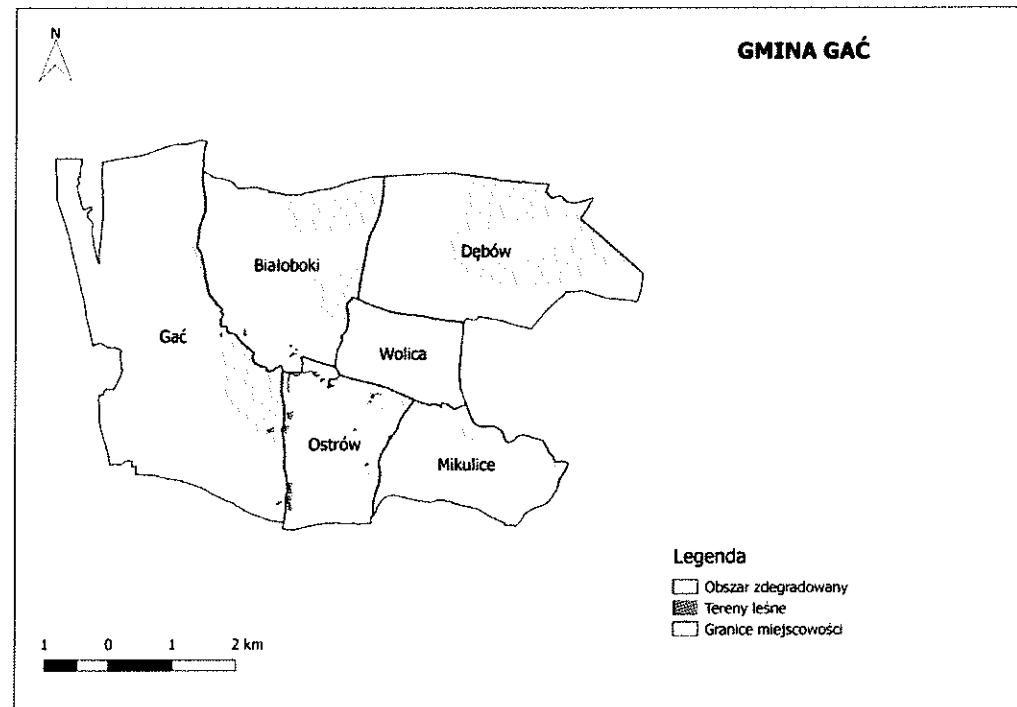 N
GMINA GAĆ
Białoboki
Dębów
Gać
Wolica
Ostrów
Mikulice
Legenda
Obszar zdegradowany
Tereny leśne
Granice miejscowości
1 0 1 2 km